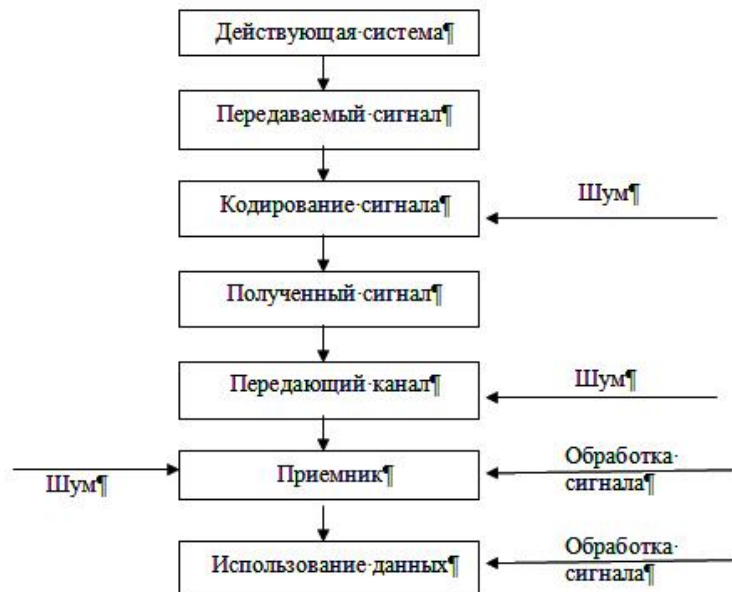 Действующая·система¶
Передаваемый·сигнал¶
Кодирование·сигнала¶
Шум¶
Полученный·сигнал¶
Передающий·канал¶
Шум¶
Шум¶
Приемник¶
Обработка·
сигнала¶
Использование·данных¶
Обработка·
сигнала¶